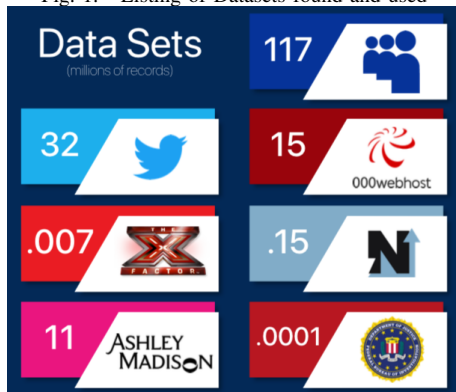 Fig. 1. Listing of Datasets found and used
Data Sets
(millions of records)
117
32
15
000webhost
.007
THE
X
FACTOR
.15
N
11
ASHLEY
MADISON
.0001